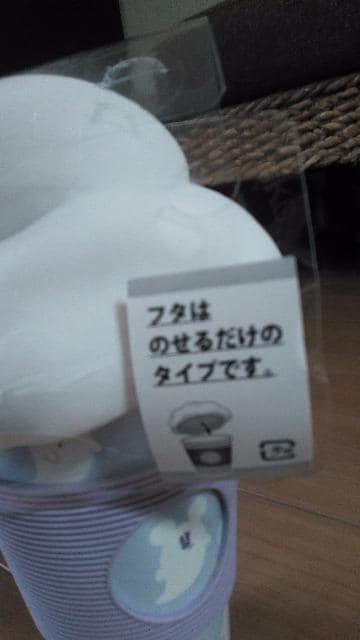 フタは
のせるだけの
タイプです。